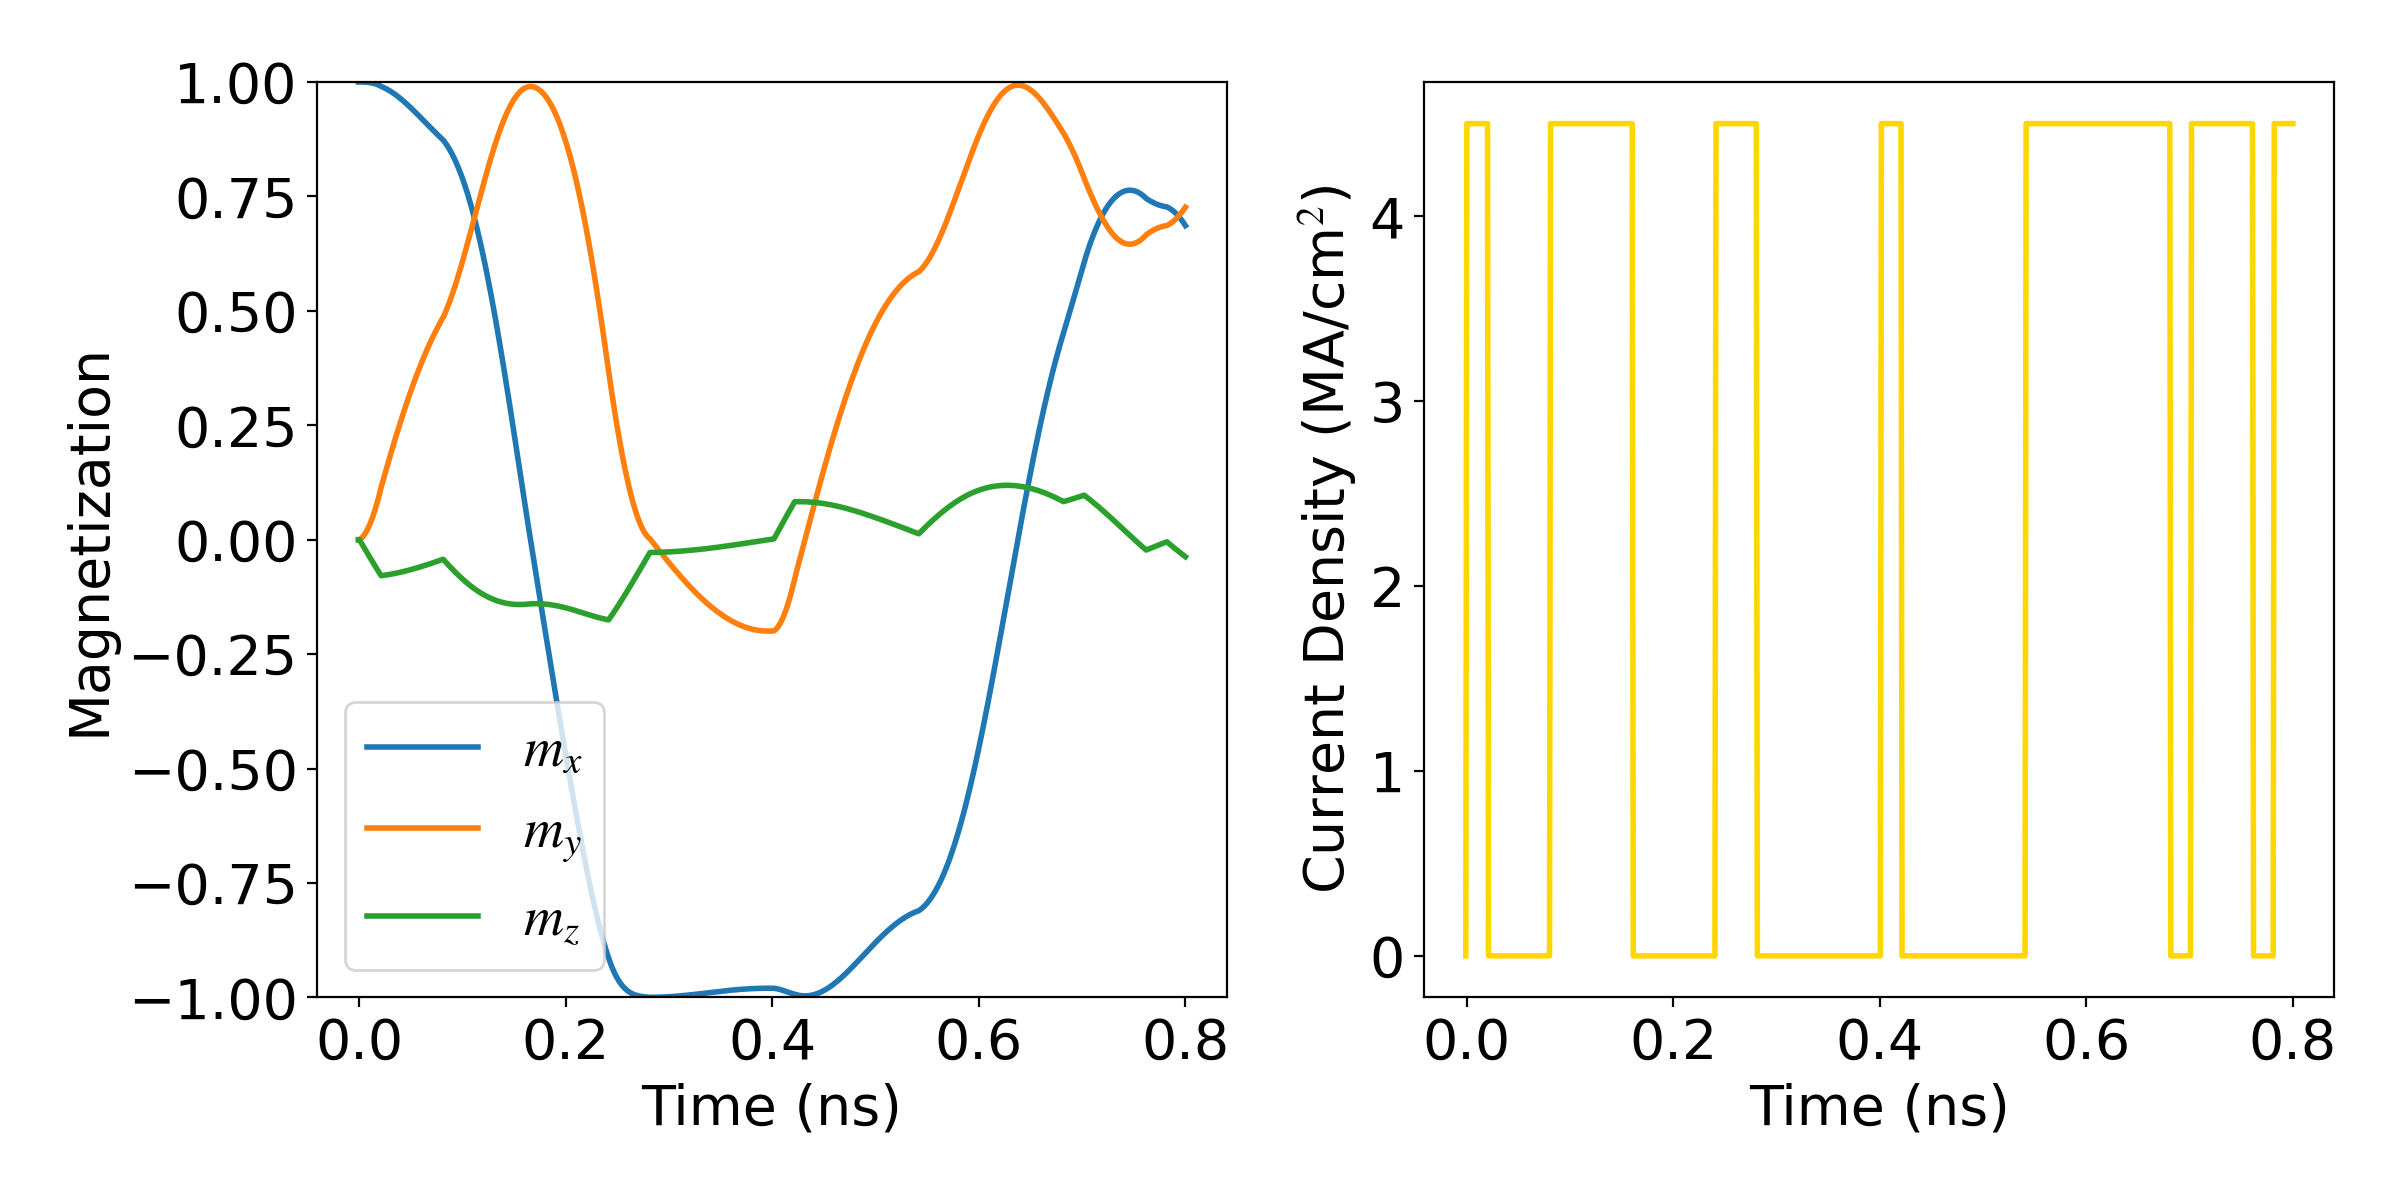 Magnetization
1.00
0.75
0.50
0.25
0.00
−0.25
−0.50
−0.75
−1.00
m_x
m_y
m_z
0.0 0.2 0.4 0.6 0.8
Time (ns)
Current Density (MA/cm²)
4
3
2
1
0
0.0 0.2 0.4 0.6 0.8
Time (ns)